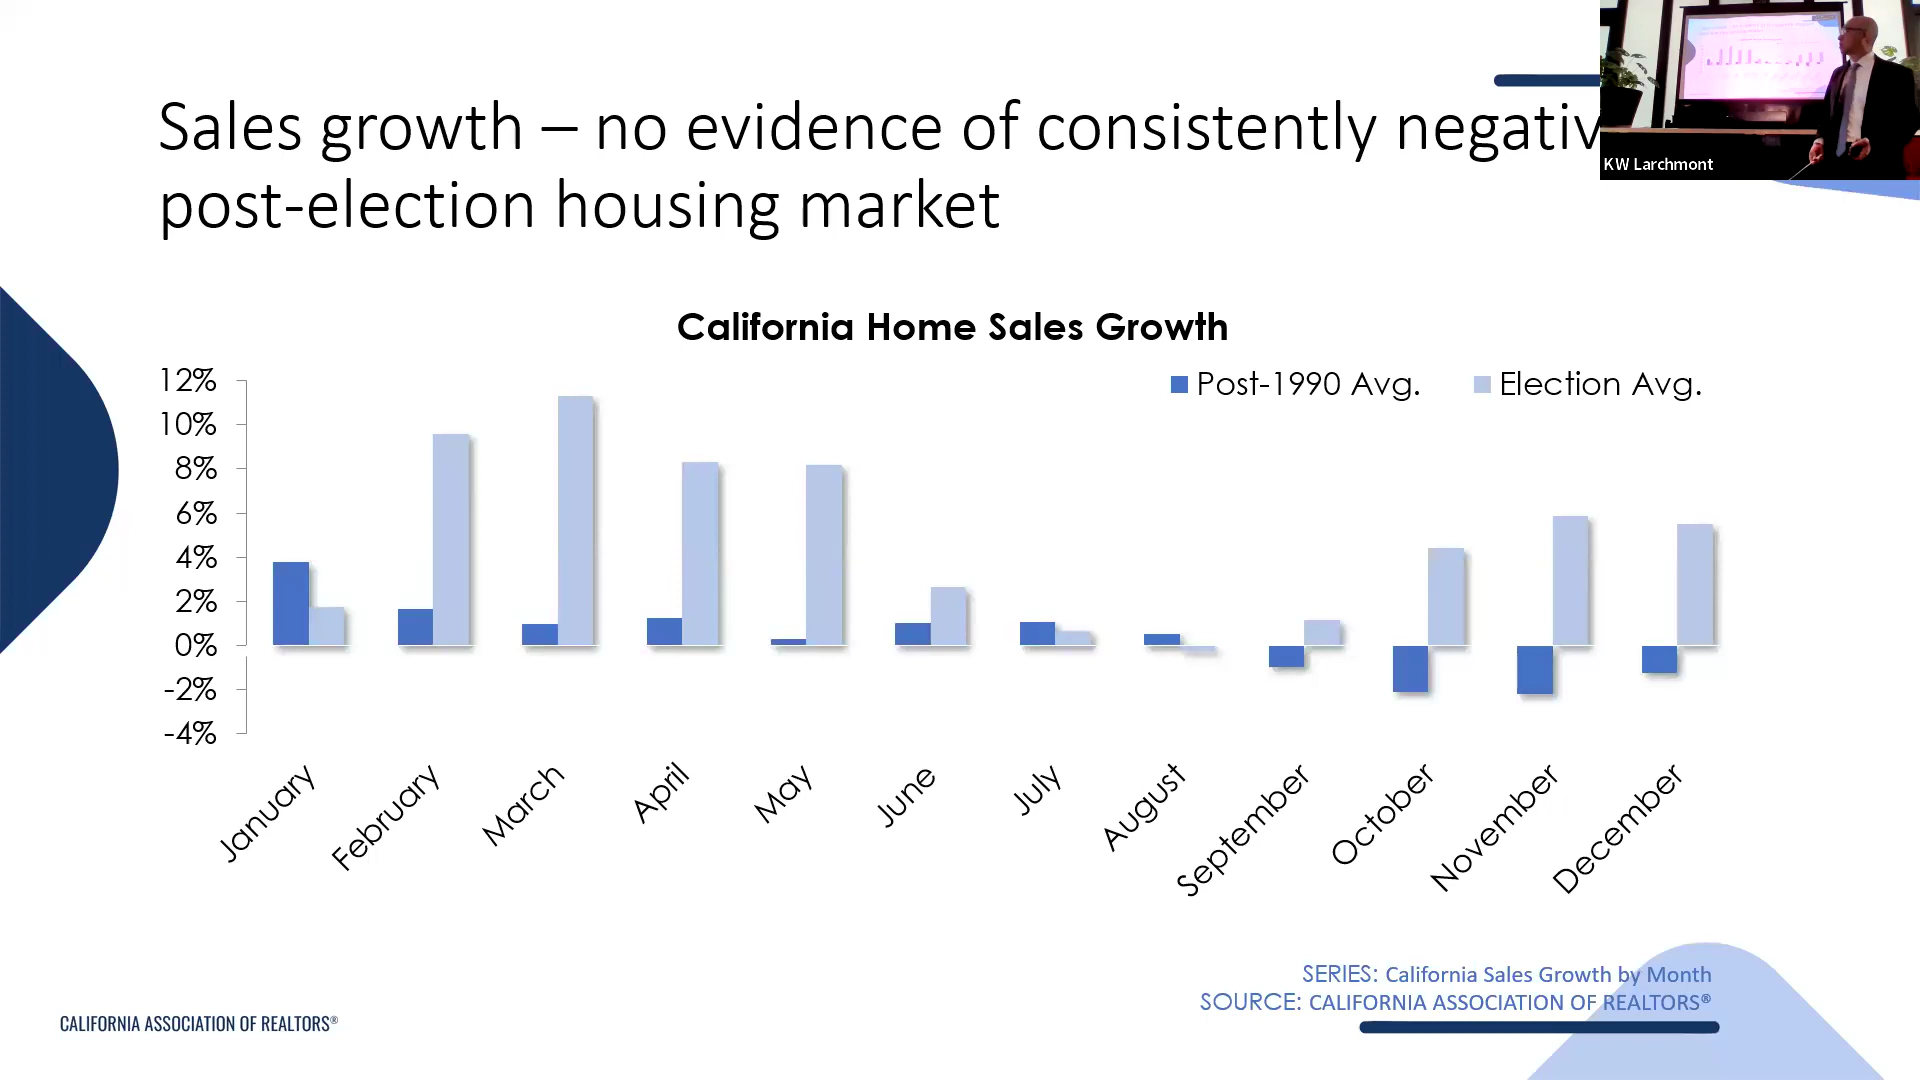 Sales growth – no evidence of consistently negativ
post-election housing market
KW Larchmont
California Home Sales Growth
Post-1990 Avg.
Election Avg.
12%
10%
8%
6%
4%
2%
0%
-2%
-4%
January
February
March
April
May
June
July
August
September
October
November
December
SERIES: California Sales Growth by Month
SOURCE: CALIFORNIA ASSOCIATION OF REALTORS®
CALIFORNIA ASSOCIATION OF REALTORS®